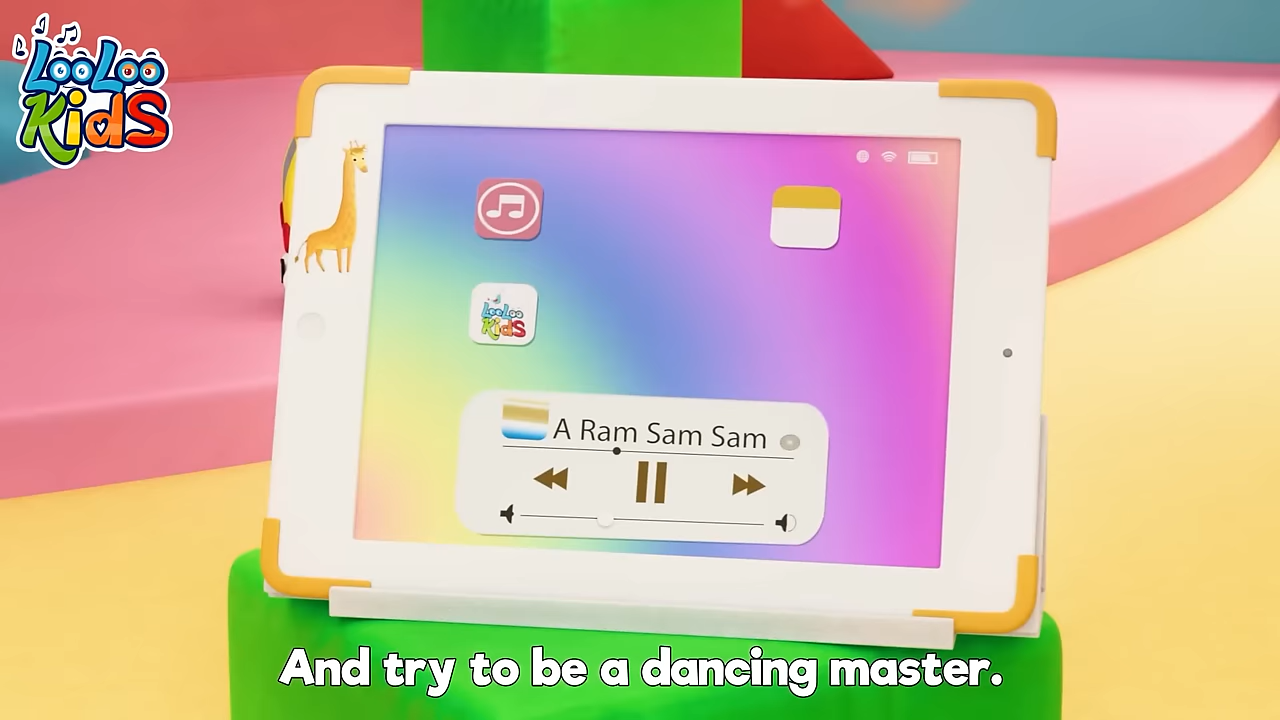 LooLoo
Kids
LooLoo
Kids
A Ram Sam Sam
And try to be a dancing master.